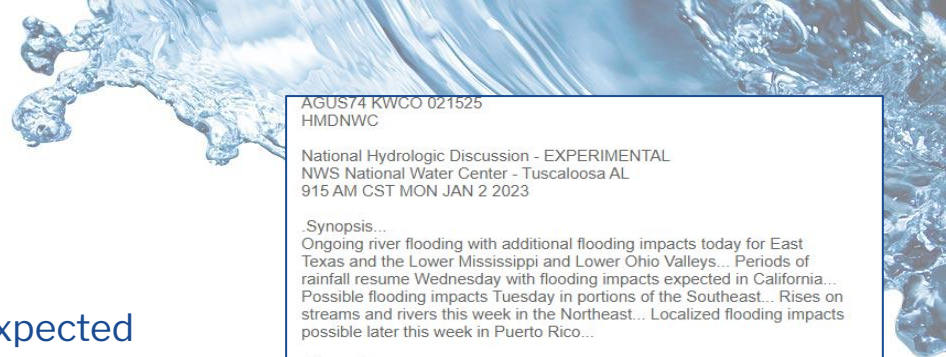 AGUS74 KWCO 021525
HMDNWC
National Hydrologic Discussion - EXPERIMENTAL
NWS National Water Center - Tuscaloosa AL
915 AM CST MON JAN 2 2023
.Synopsis...
Ongoing river flooding with additional flooding impacts today for East
Texas and the Lower Mississippi and Lower Ohio Valleys... Periods of
rainfall resume Wednesday with flooding impacts expected in California...
Possible flooding impacts Tuesday in portions of the Southeast... Rises on
streams and rivers this week in the Northeast... Localized flooding impacts
possible later this week in Puerto Rico...
xpected